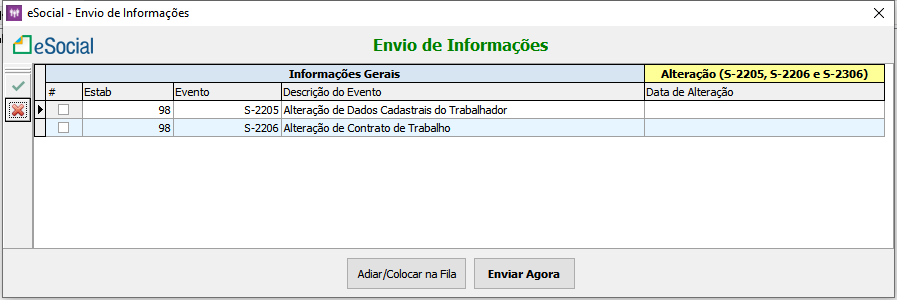 eSocial - Envio de Informações
eSocial
Envio de Informações
Informações Gerais Alteração (S-2205, S-2206 e S-2306)
# Estab Evento Descrição do Evento Data de Alteração
98 S-2205 Alteração de Dados Cadastrais do Trabalhador
98 S-2206 Alteração de Contrato de Trabalho
Adiar/Colocar na Fila Enviar Agora